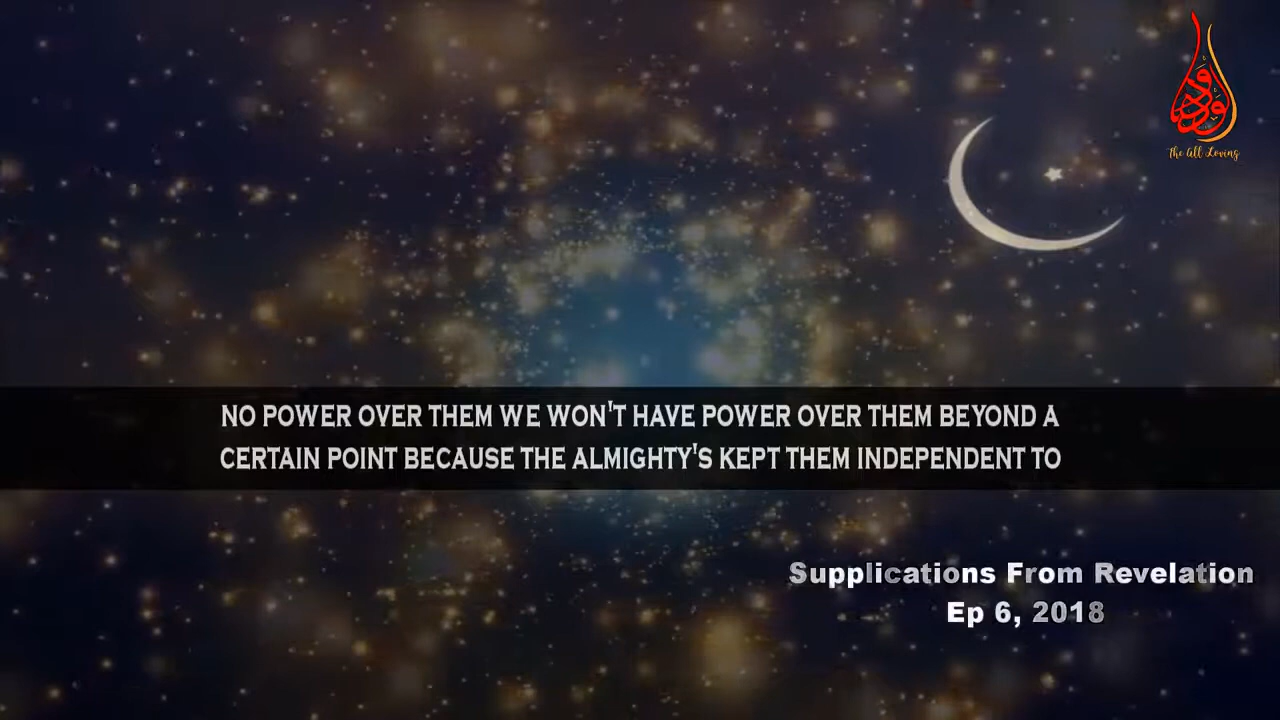 ودود
The All Loving
NO POWER OVER THEM WE WON'T HAVE POWER OVER THEM BEYOND A
CERTAIN POINT BECAUSE THE ALMIGHTY'S KEPT THEM INDEPENDENT TO
Supplications From Revelation
Ep 6, 2018